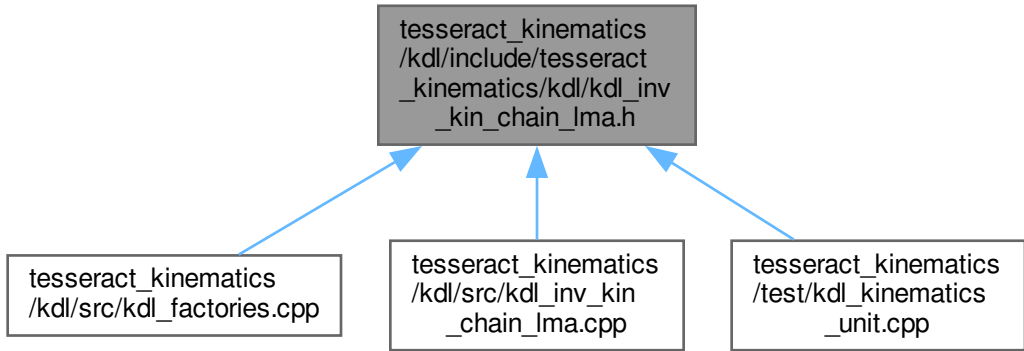 tesseract_kinematics
/kdl/include/tesseract
_kinematics/kdl/kdl_inv
_kin_chain_lma.h
tesseract_kinematics
/kdl/src/kdl_factories.cpp
tesseract_kinematics
/kdl/src/kdl_inv_kin
_chain_lma.cpp
tesseract_kinematics
/test/kdl_kinematics
_unit.cpp